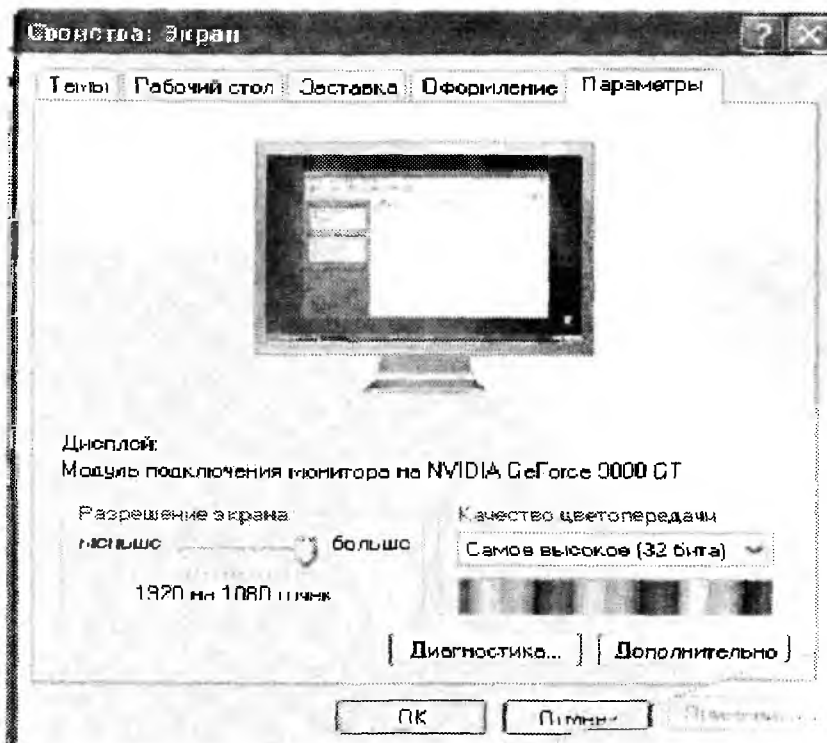 Свойства: Экран
Темы Рабочий стол Заставка Оформление Параметры
Дисплей:
Модуль подключения монитора на NVIDIA GeForce GT
Разрешение экрана
меньше больше
1920 на 1080 точек
Качество цветопередачи
Самое высокое (32 бита)
Диагностика... Дополнительно
ОК Отмена